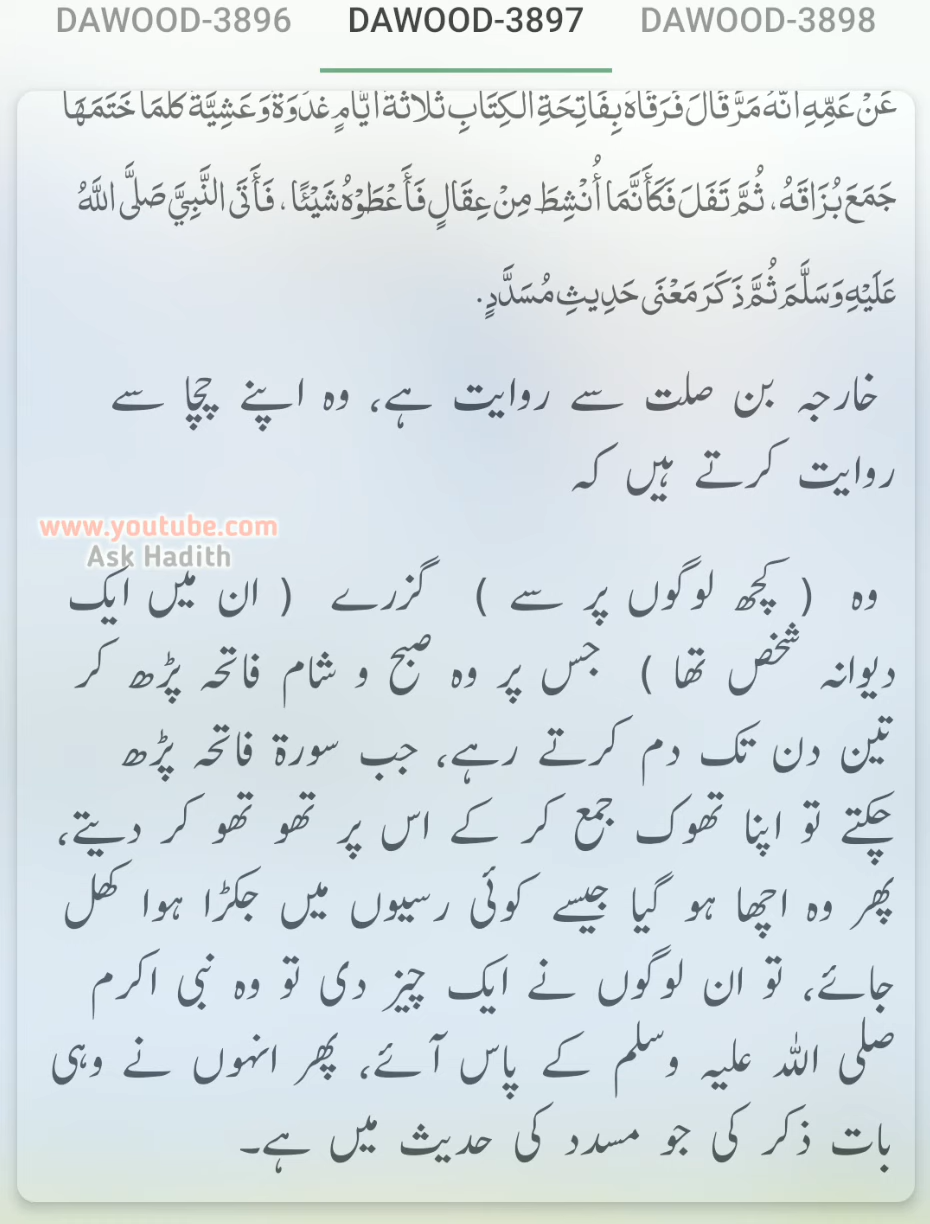 DAWOOD-3896 DAWOOD-3897 DAWOOD-3898
عَنْ عَمِّهِ أَنَّهُ مَرَّ قَالَ فَرَقَاهُ بِفَاتِحَةِ الْكِتَابِ ثَلَاثَةَ أَيَّامٍ غُدْوَةً وَعَشِيَّةً كُلَّمَا خَتَمَهَا
جَمَعَ بُزَاقَهُ، ثُمَّ تَفَلَ فَكَأَنَّمَا أُنْشِطَ مِنْ عِقَالٍ فَأَعْطَوْهُ شَيْئًا، فَأَتَى النَّبِيَّ صَلَّى اللَّهُ
عَلَيْهِ وَسَلَّمَ ثُمَّ ذَكَرَ مَعْنَى حَدِيثِ مُسَدَّدٍ.
خارجہ بن صلت سے روایت ہے، وہ اپنے چچا سے
روایت کرتے ہیں کہ
www.youtube.com
Ask Hadith
وہ ( کچھ لوگوں پر سے ) گزرے ( ان میں ایک
دیوانہ شخص تھا ) جس پر وہ صبح و شام فاتحہ پڑھ کر
تین دن تک دم کرتے رہے، جب سورۃ فاتحہ پڑھ
چکتے تو اپنا تھوک جمع کر کے اس پر تھو تھو کر دیتے،
پھر وہ اچھا ہو گیا جیسے کوئی رسیوں میں جکڑا ہوا کھل
جائے، تو ان لوگوں نے ایک چیز دی تو وہ نبی اکرم
صلی اللہ علیہ وسلم کے پاس آئے، پھر انہوں نے وہی
بات ذکر کی جو مسدد کی حدیث میں ہے۔